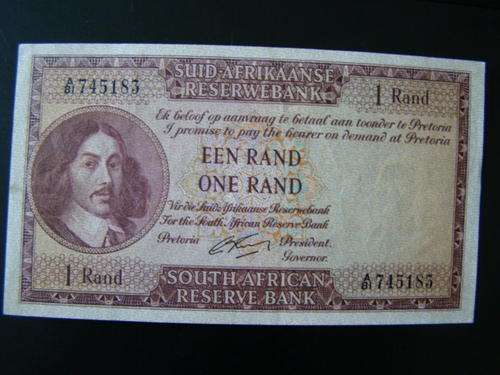 A/81 745183
SUID-AFRIKAANSE
RESERWEBANK
1 Rand
Ek beloof op aanvraag te betaal aan toonder te Pretoria
I promise to pay the bearer on demand at Pretoria
EEN RAND
ONE RAND
Vir die Suid-Afrikaanse Reserwebank
For the South African Reserve Bank
Pretoria
President.
Governor.
1 Rand
SOUTH AFRICAN
RESERVE BANK
A/81 745183